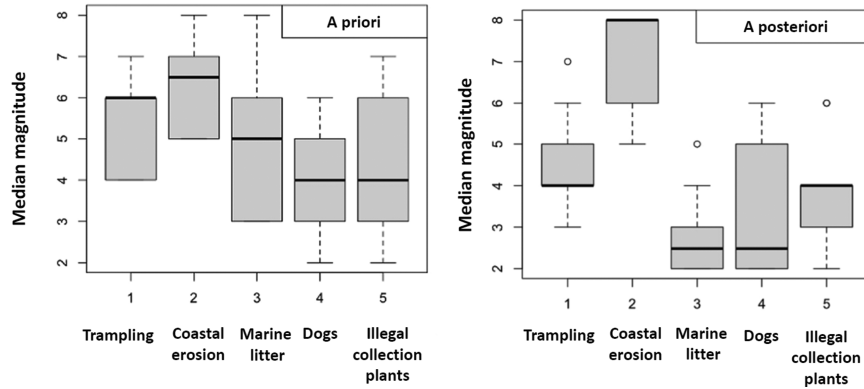 A priori
Median magnitude
8
7
6
5
4
3
2
1 2 3 4 5
Trampling Coastal erosion Marine litter Dogs Illegal collection plants
A posteriori
Median magnitude
8
7
6
5
4
3
2
1 2 3 4 5
Trampling Coastal erosion Marine litter Dogs Illegal collection plants